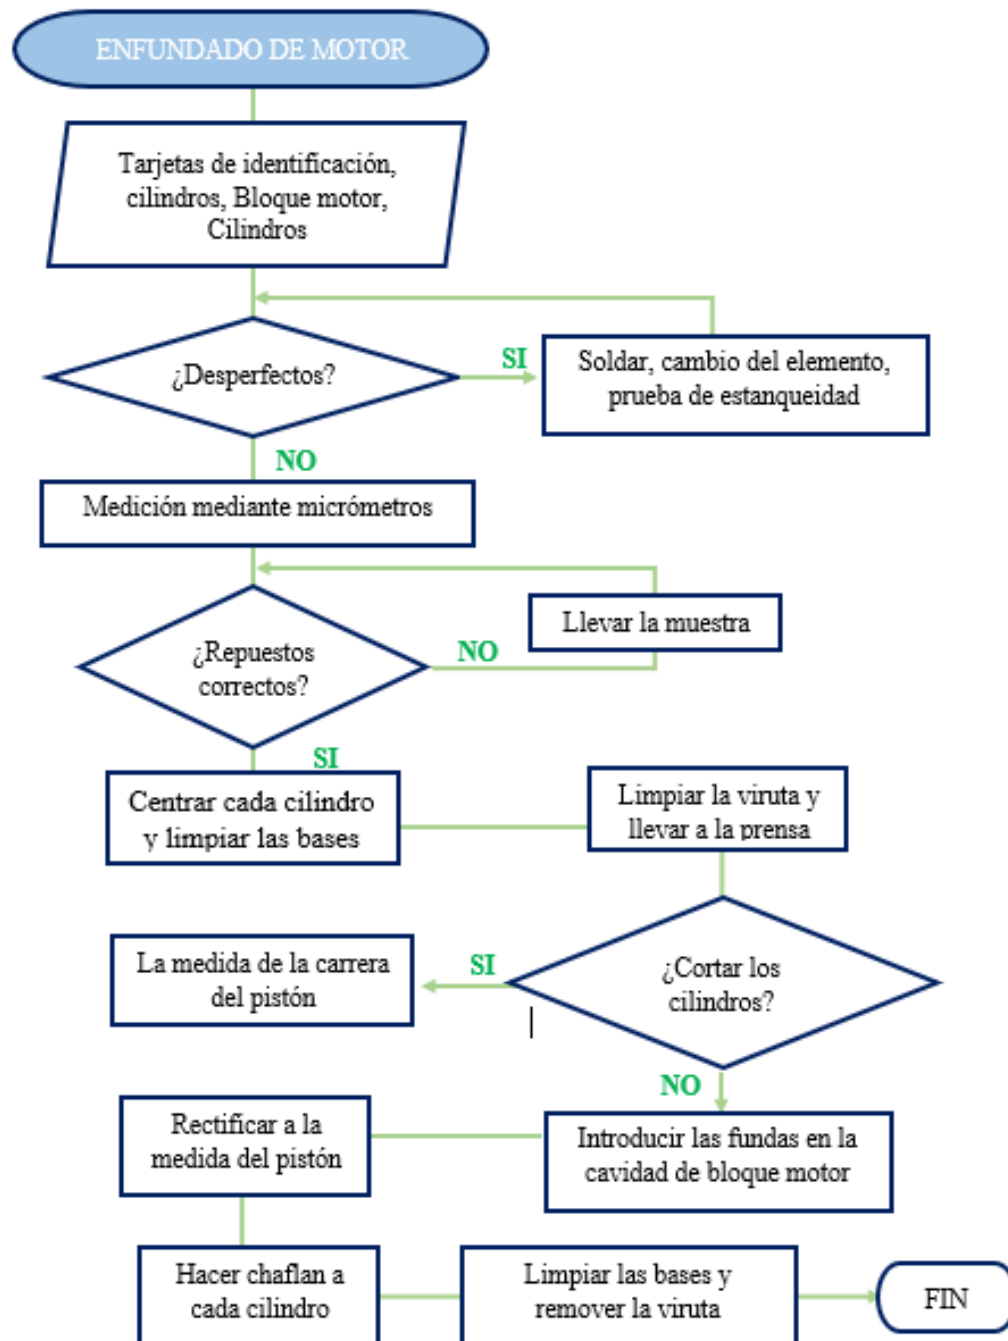 ENFUNDADO DE MOTOR
Tarjetas de identificación,
cilindros, Bloque motor,
Cilindros
¿Desperfectos?
SI
Soldar, cambio del elemento,
prueba de estanqueidad
NO
Medición mediante micrómetros
¿Repuestos
correctos?
NO
Llevar la muestra
SI
Centrar cada cilindro
y limpiar las bases
Limpiar la viruta y
llevar a la prensa
¿Cortar los
cilindros?
SI
La medida de la carrera
del pistón
NO
Introducir las fundas en la
cavidad de bloque motor
Rectificar a la
medida del pistón
Hacer chaflan a
cada cilindro
Limpiar las bases y
remover la viruta
FIN